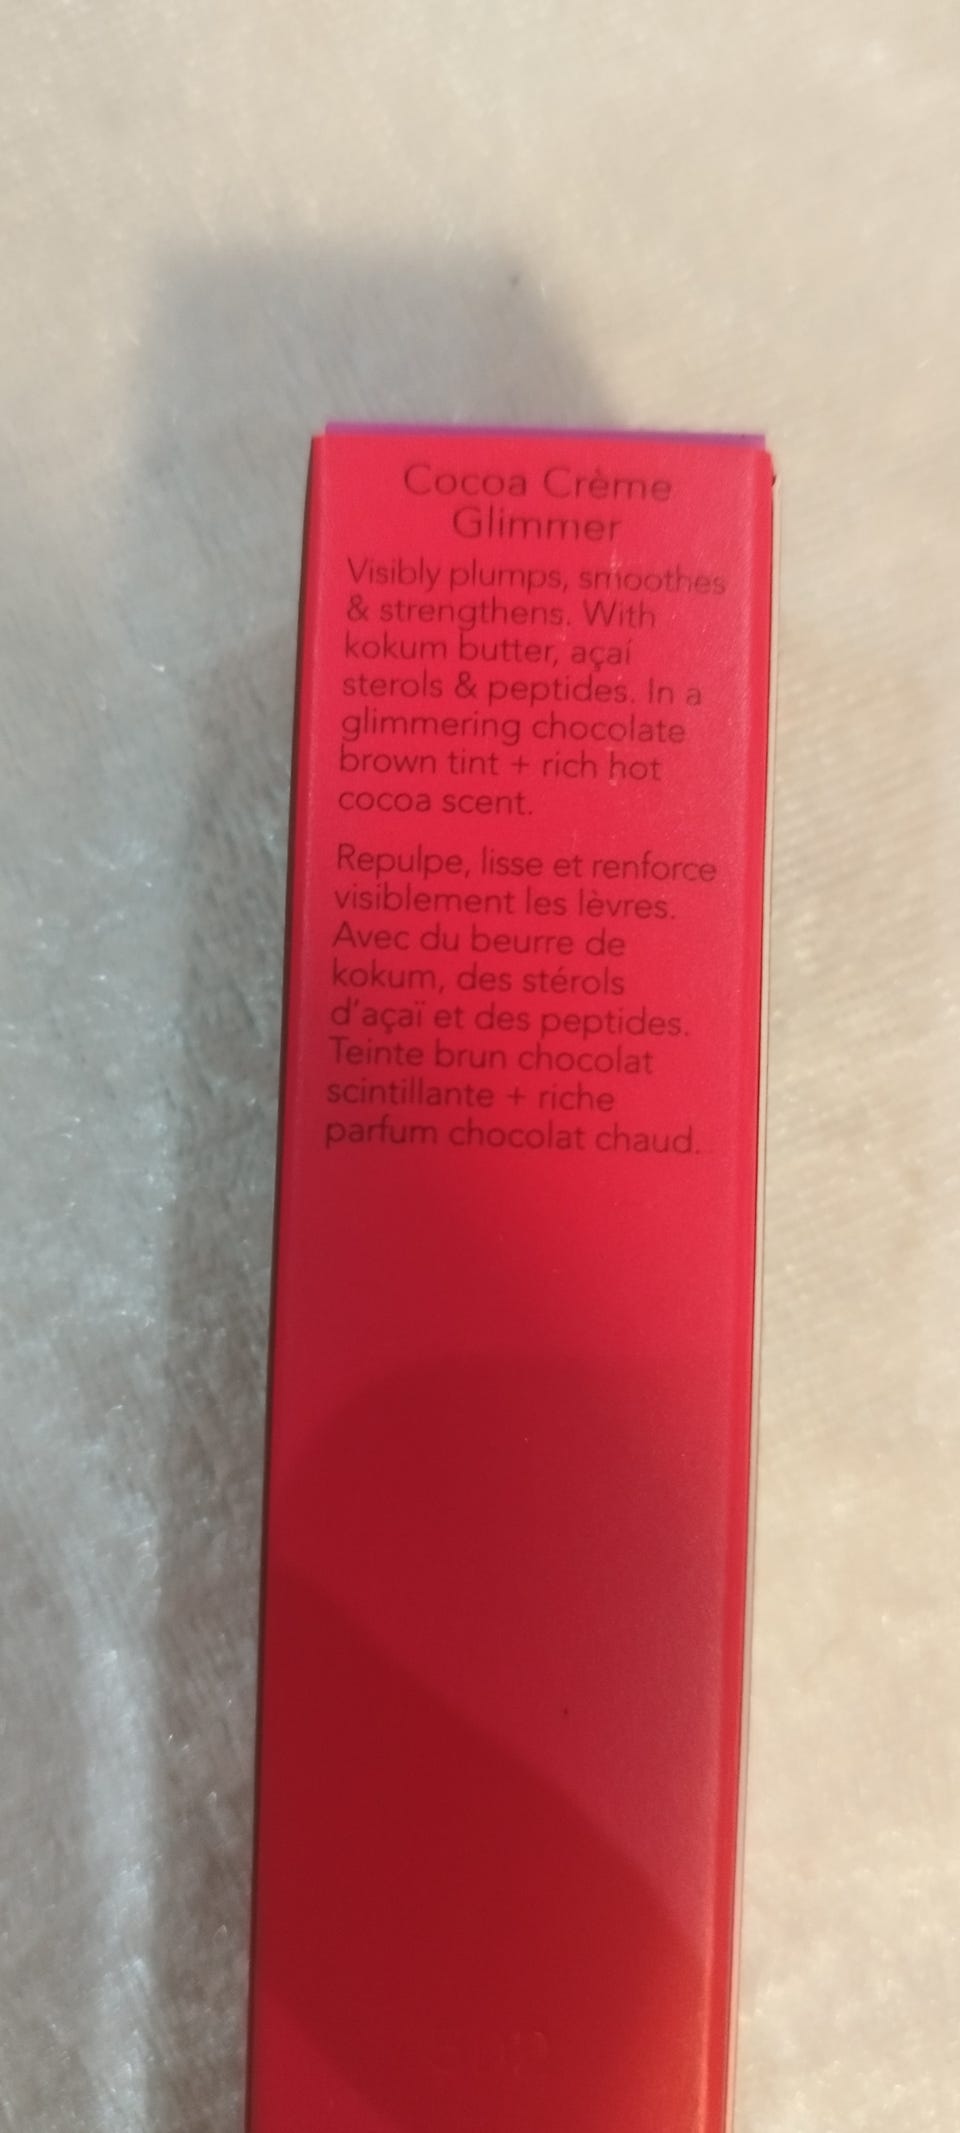 Cocoa Crème
Glimmer
Visibly plumps, smoothes
& strengthens. With
kokum butter, açaí
sterols & peptides. In a
glimmering chocolate
brown tint + rich hot
cocoa scent.
Repulpe, lisse et renforce
visiblement les lèvres.
Avec du beurre de
kokum, des stérols
d'açaï et des peptides.
Teinte brun chocolat
scintillante + riche
parfum chocolat chaud.